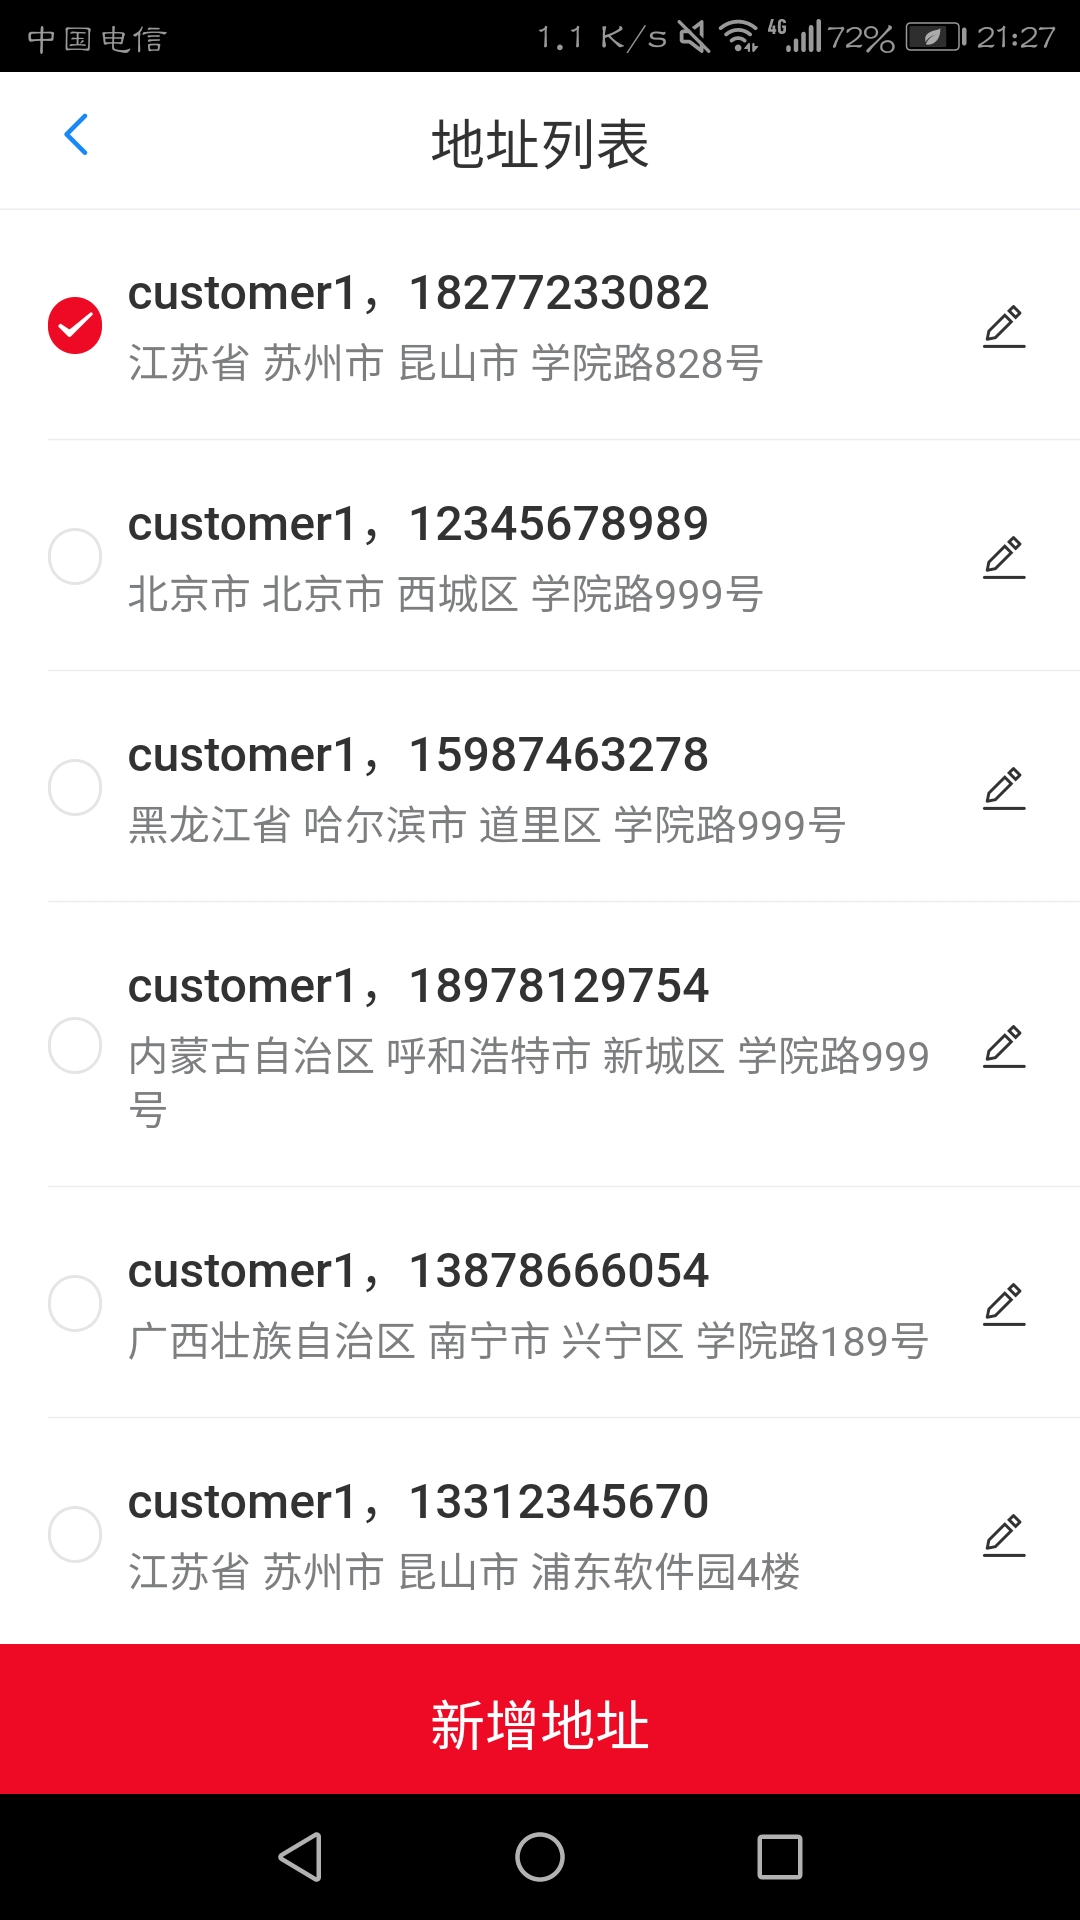 中国电信 1.1 K/s 4G 72% 21:27
地址列表
customer1，18277233082
江苏省 苏州市 昆山市 学院路828号
customer1，12345678989
北京市 北京市 西城区 学院路999号
customer1，15987463278
黑龙江省 哈尔滨市 道里区 学院路999号
customer1，18978129754
内蒙古自治区 呼和浩特市 新城区 学院路999
号
customer1，13878666054
广西壮族自治区 南宁市 兴宁区 学院路189号
customer1，13312345670
江苏省 苏州市 昆山市 浦东软件园4楼
新增地址